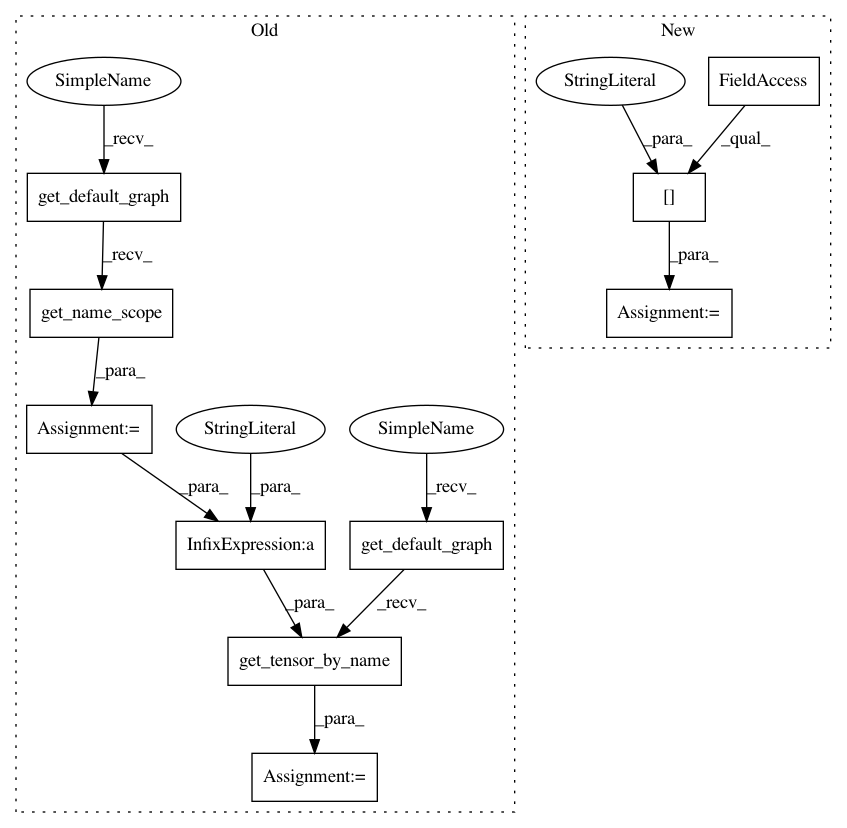 Old
New
SimpleName
StringLiteral
FieldAccess
_recv_
_para_
_qual_
get_default_graph
[]
_recv_
_para_
get_name_scope
Assignment:=
_para_
Assignment:=
StringLiteral
SimpleName
_para_
_para_
_recv_
InfixExpression:a
get_default_graph
_para_
_recv_
get_tensor_by_name
_para_
Assignment:=